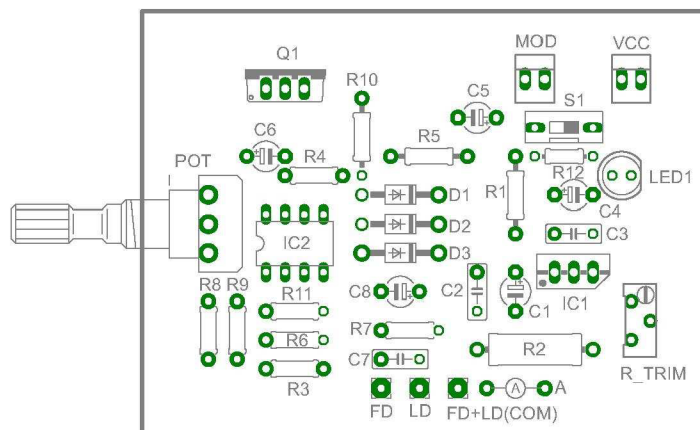 MOD
VCC
Q1
R10
C5
S1
C6
R5
POT
R4
R12
LED1
R1
D1
C4
D2
IC2
C3
D3
R8
R9
R11
C8
C2
C1
IC1
R6
R7
R2
C7
R3
R_TRIM
A
A
FD
LD
FD+LD(COM)